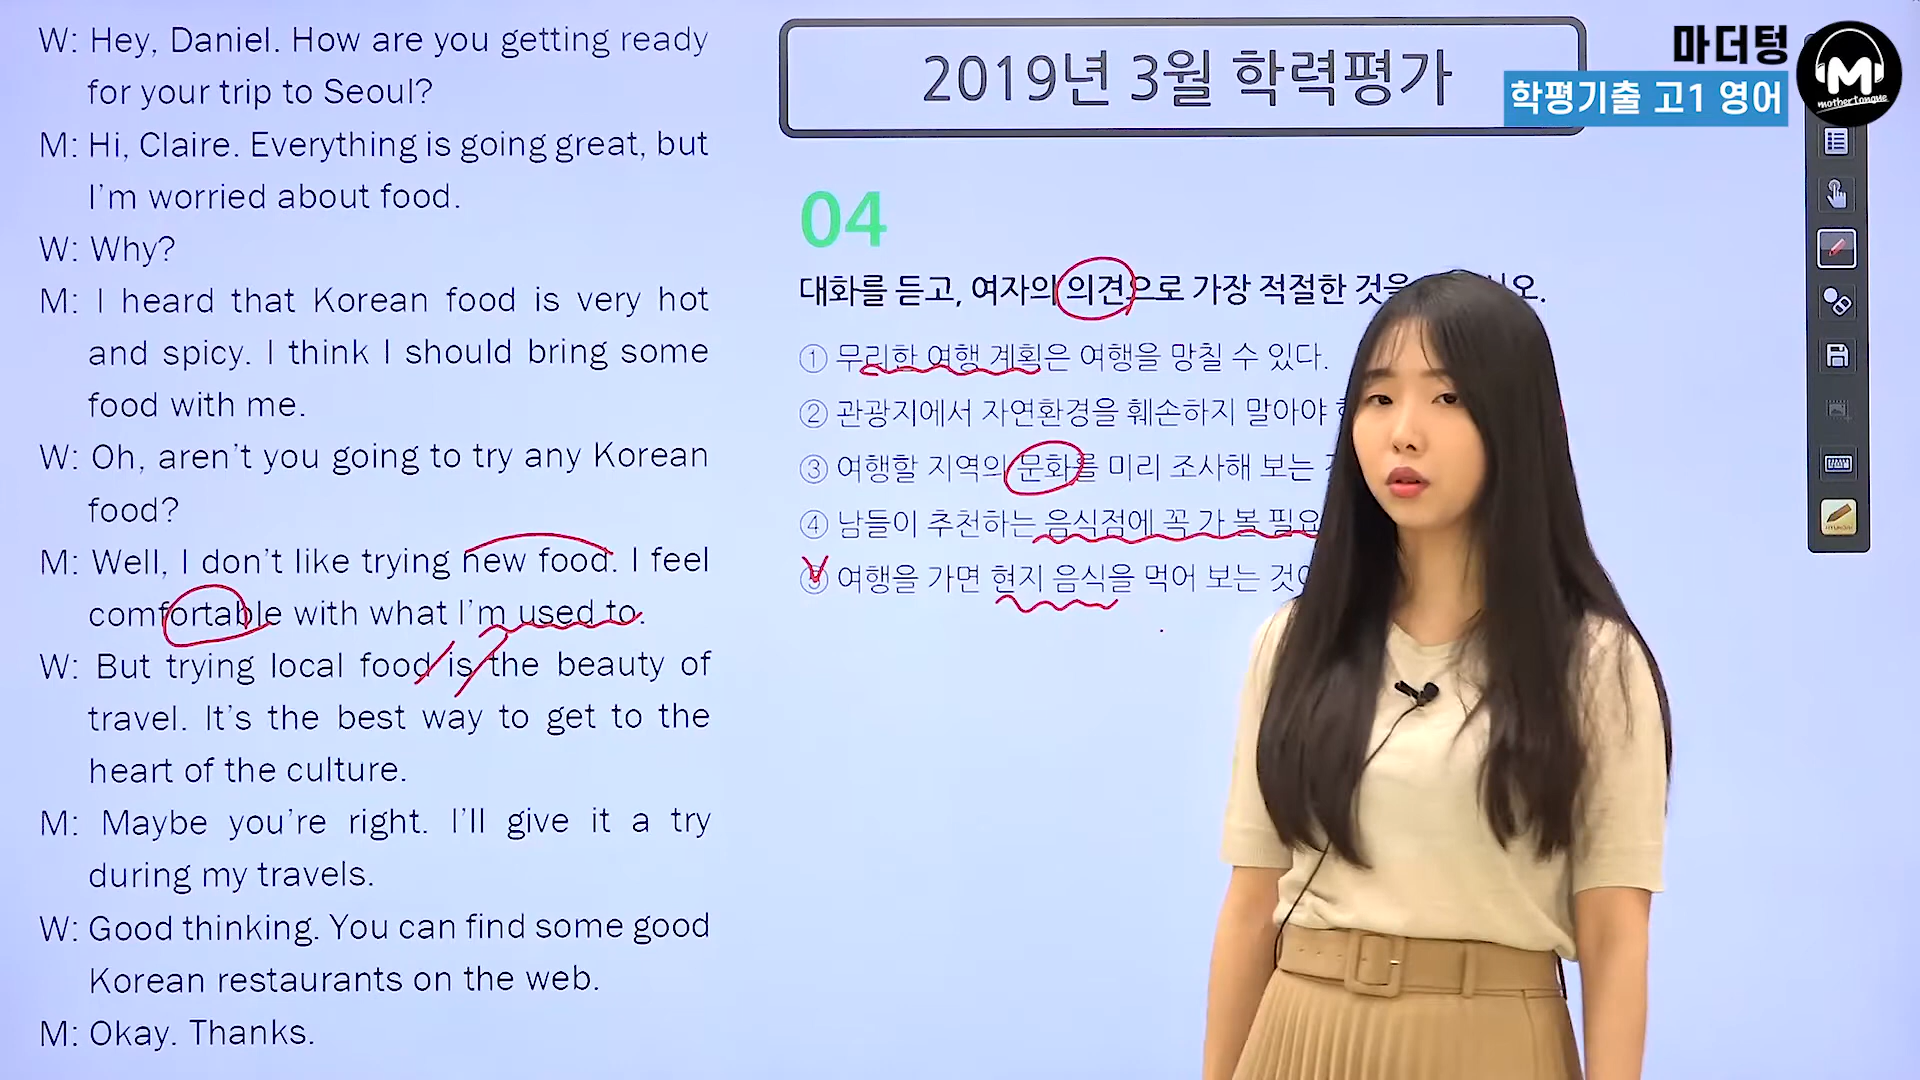 W: Hey, Daniel. How are you getting ready
for your trip to Seoul?
M: Hi, Claire. Everything is going great, but
I'm worried about food.
W: Why?
M: I heard that Korean food is very hot
and spicy. I think I should bring some
food with me.
W: Oh, aren't you going to try any Korean
food?
M: Well, I don't like trying new food. I feel
comfortable with what I'm used to.
W: But trying local food is the beauty of
travel. It's the best way to get to the
heart of the culture.
M: Maybe you're right. I'll give it a try
during my travels.
W: Good thinking. You can find some good
Korean restaurants on the web.
M: Okay. Thanks.
2019년 3월 학력평가
마더텅
학평기출 고1 영어
M
mothertongue
04
대화를 듣고, 여자의 의견으로 가장 적절한 것을
① 무리한 여행 계획은 여행을 망칠 수 있다.
② 관광지에서 자연환경을 훼손하지 말아야
③ 여행할 지역의 문화를 미리 조사해 보는
④ 남들이 추천하는 음식점에 꼭 가 볼 필요
⑤ 여행을 가면 현지 음식을 먹어 보는